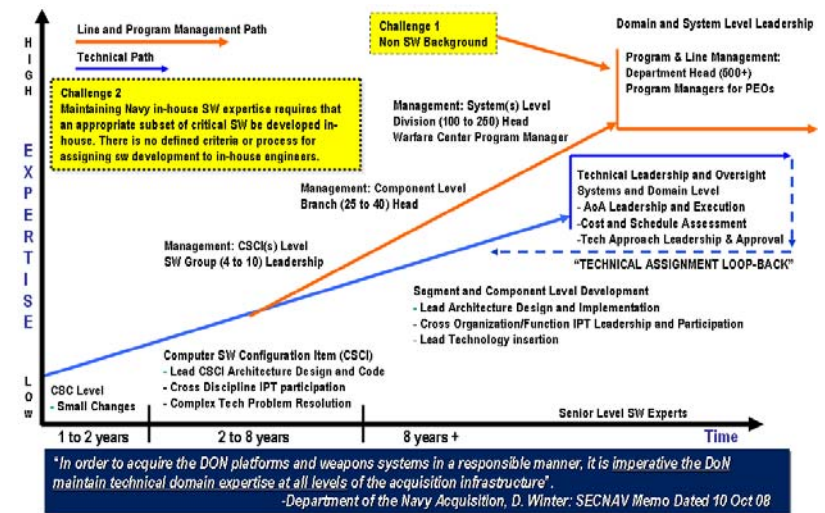 HIGH
EXPERTISE
LOW
Line and Program Management Path
Technical Path
Challenge 1
Non SW Background
Domain and System Level Leadership
Program & Line Management:
Department Head (500+)
Program Managers for PEOs
Challenge 2
Maintaining Navy in-house SW expertise requires that
an appropriate subset of critical SW be developed in-
house. There is no defined criteria or process for
assigning sw development to in-house engineers.
Management: System(s) Level
Division (100 to 250) Head
Warfare Center Program Manager
Management: Component Level
Branch (25 to 40) Head
Technical Leadership and Oversight
Systems and Domain Level
- AoA Leadership and Execution
-Cost and Schedule Assessment
-Tech Approach Leadership & Approval
Management: CSCI(s) Level
SW Group (4 to 10) Leadership
"TECHNICAL ASSIGNMENT LOOP-BACK"
Segment and Component Level Development
- Lead Architecture Design and Implementation
- Cross Organization/Function IPT Leadership and Participation
- Lead Technology insertion
Computer SW Configuration Item (CSCI)
- Lead CSCI Architecture Design and Code
- Cross Discipline IPT participation
- Complex Tech Problem Resolution
CSC Level
- Small Changes
Senior Level SW Experts
1 to 2 years
2 to 8 years
8 years +
Time
"In order to acquire the DON platforms and weapons systems in a responsible manner, it is imperative the DoN
maintain technical domain expertise at all levels of the acquisition infrastructure".
-Department of the Navy Acquisition, D. Winter: SECNAV Memo Dated 10 Oct 08